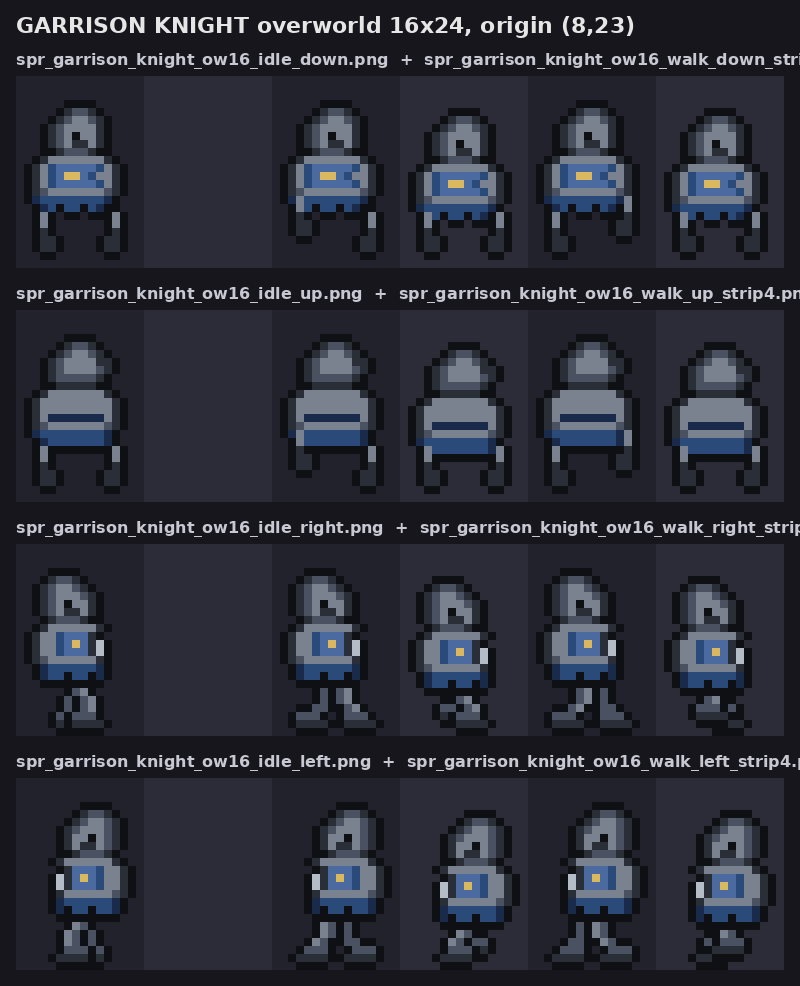 GARRISON KNIGHT overworld 16x24, origin (8,23)
spr_garrison_knight_ow16_idle_down.png + spr_garrison_knight_ow16_walk_down_stri
spr_garrison_knight_ow16_idle_up.png + spr_garrison_knight_ow16_walk_up_strip4.pn
spr_garrison_knight_ow16_idle_right.png + spr_garrison_knight_ow16_walk_right_strip
spr_garrison_knight_ow16_idle_left.png + spr_garrison_knight_ow16_walk_left_strip4.p